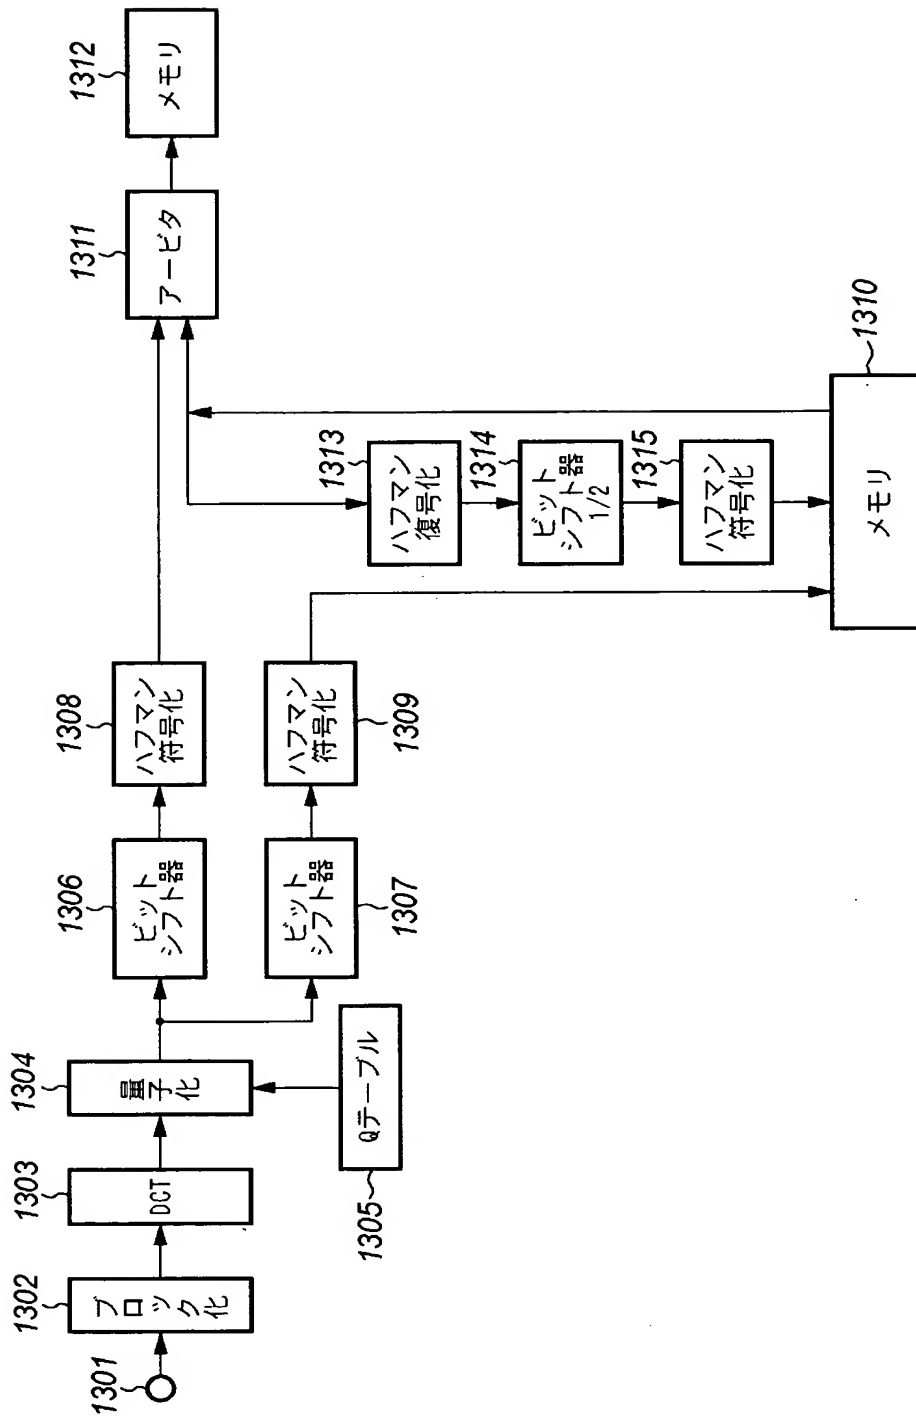 1301
1302
ブロック化
1303
DCT
1304
量子化
1305
Qテーブル
1306
ビット
シフト器
1307
ビット
シフト器
1308
ハフマン
符号化
1309
ハフマン
符号化
1311
アービタ
1312
メモリ
1313
ハフマン
復号化
1314
ビット
シフト器
1/2
1315
ハフマン
符号化
1310
メモリ